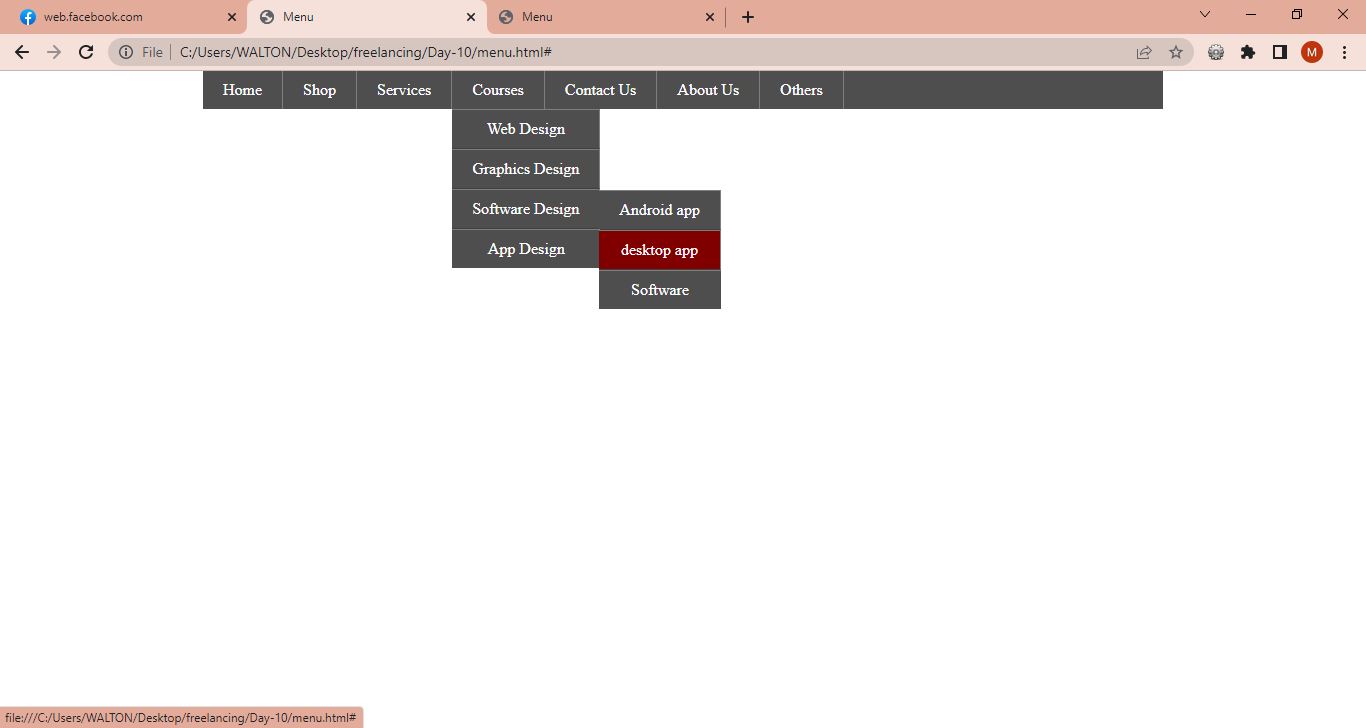 web.facebook.com Menu Menu
File C:/Users/WALTON/Desktop/freelancing/Day-10/menu.html# M
Home Shop Services Courses Contact Us About Us Others
Web Design
Graphics Design
Software Design Android app
App Design desktop app
Software
file:///C:/Users/WALTON/Desktop/freelancing/Day-10/menu.html#